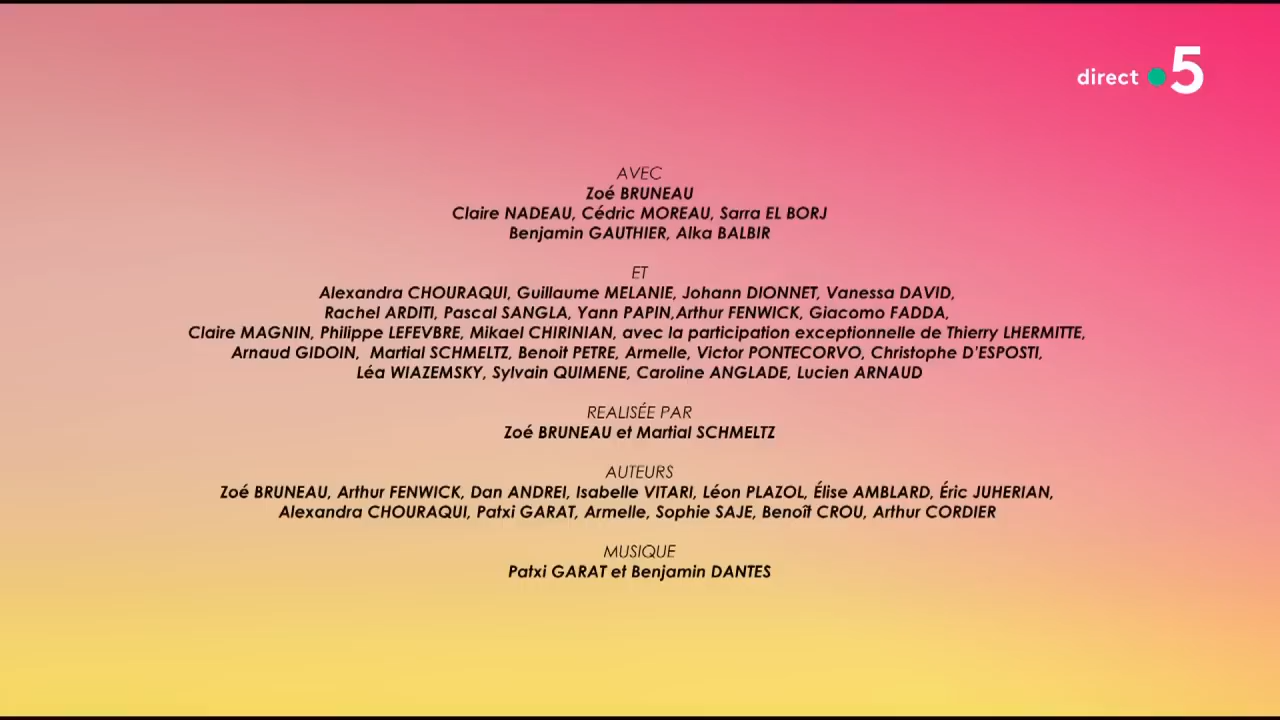 direct 5
AVEC
Zoé BRUNEAU
Claire NADEAU, Cédric MOREAU, Sarra EL BORJ
Benjamin GAUTHIER, Alka BALBIR
ET
Alexandra CHOURAQUI, Guillaume MELANIE, Johann DIONNET, Vanessa DAVID,
Rachel ARDITI, Pascal SANGLA, Yann PAPIN,Arthur FENWICK, Giacomo FADDA,
Claire MAGNIN, Philippe LEFEVBRE, Mikael CHIRINIAN, avec la participation exceptionnelle de Thierry LHERMITTE,
Arnaud GIDOIN,  Martial SCHMELTZ, Benoit PETRE, Armelle, Victor PONTECORVO, Christophe D'ESPOSTI,
Léa WIAZEMSKY, Sylvain QUIMENE, Caroline ANGLADE, Lucien ARNAUD
REALISÉE PAR
Zoé BRUNEAU et Martial SCHMELTZ
AUTEURS
Zoé BRUNEAU, Arthur FENWICK, Dan ANDREI, Isabelle VITARI, Léon PLAZOL, Élise AMBLARD, Éric JUHERIAN,
Alexandra CHOURAQUI, Patxi GARAT, Armelle, Sophie SAJE, Benoît CROU, Arthur CORDIER
MUSIQUE
Patxi GARAT et Benjamin DANTES